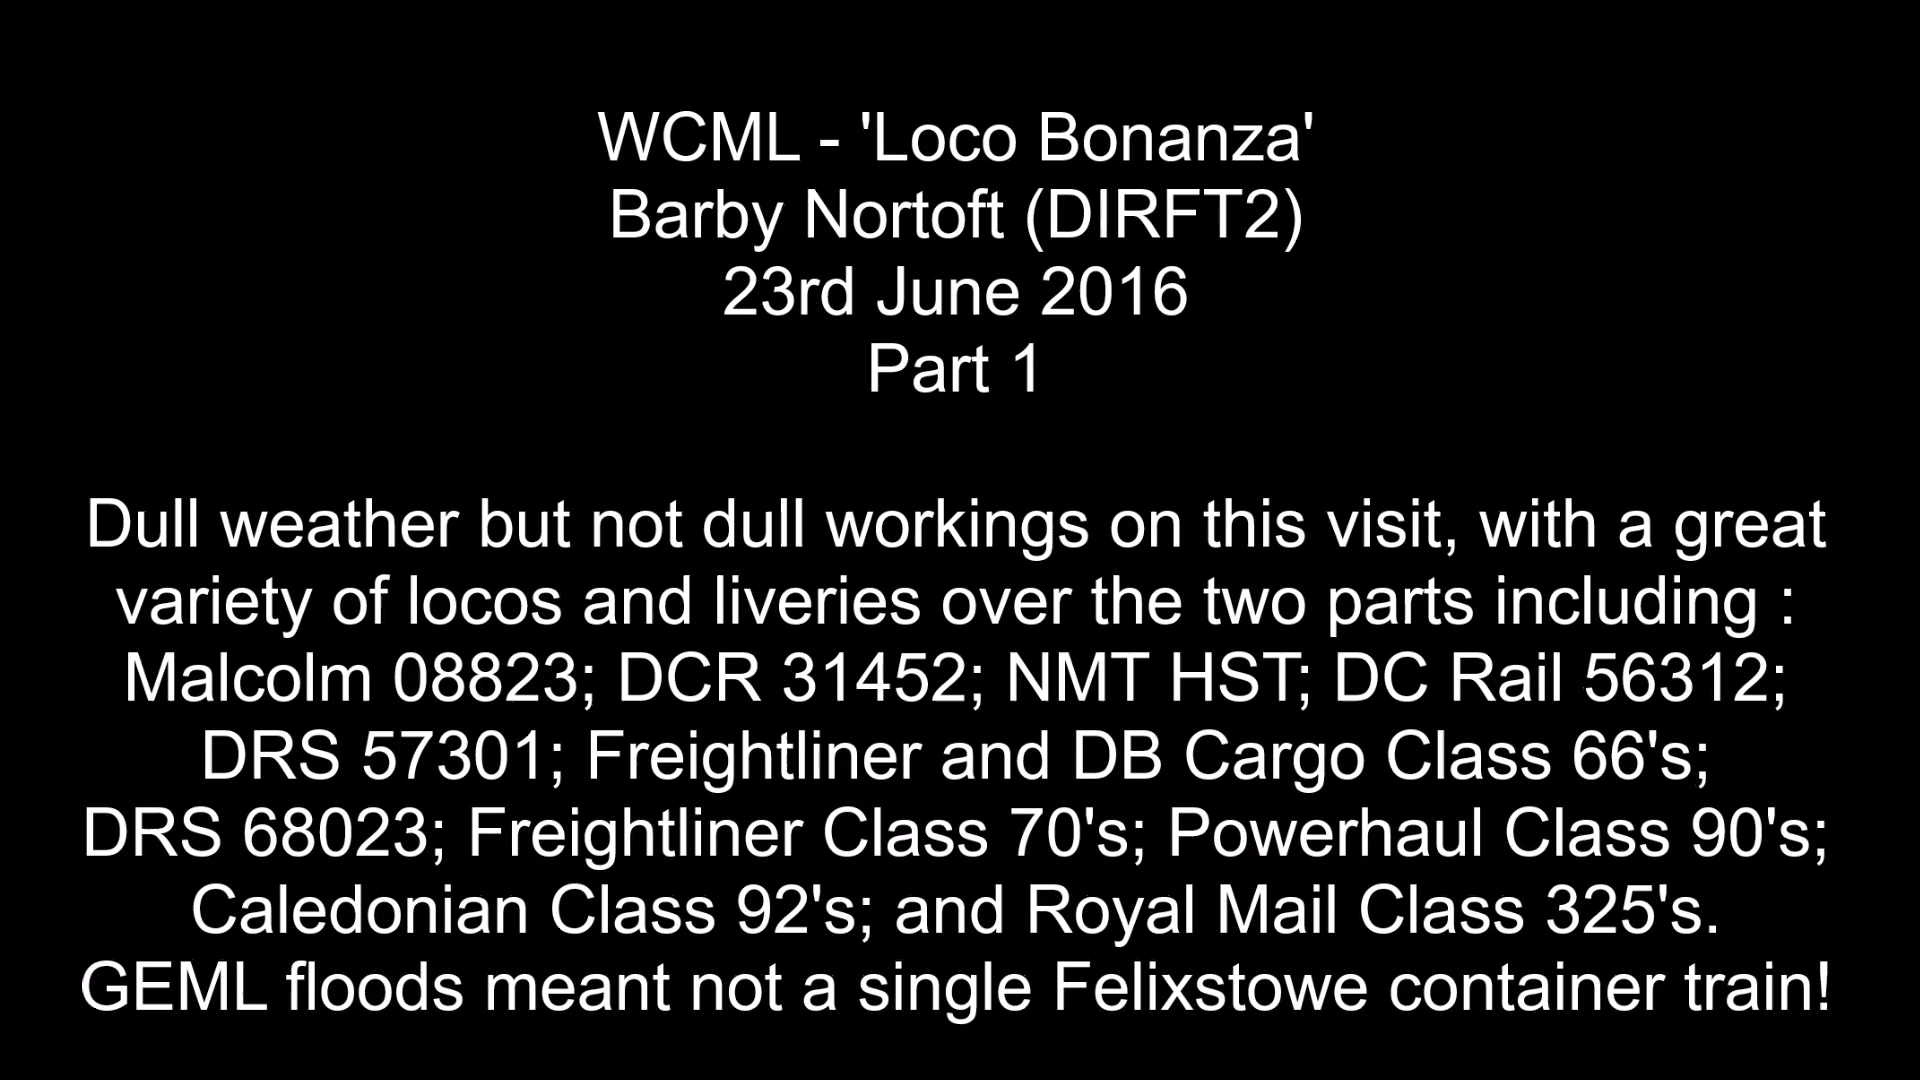 WCML - 'Loco Bonanza'
Barby Nortoft (DIRFT2)
23rd June 2016
Part 1
Dull weather but not dull workings on this visit, with a great
variety of locos and liveries over the two parts including :
Malcolm 08823; DCR 31452; NMT HST; DC Rail 56312;
DRS 57301; Freightliner and DB Cargo Class 66's;
DRS 68023; Freightliner Class 70's; Powerhaul Class 90's;
Caledonian Class 92's; and Royal Mail Class 325's.
GEML floods meant not a single Felixstowe container train!